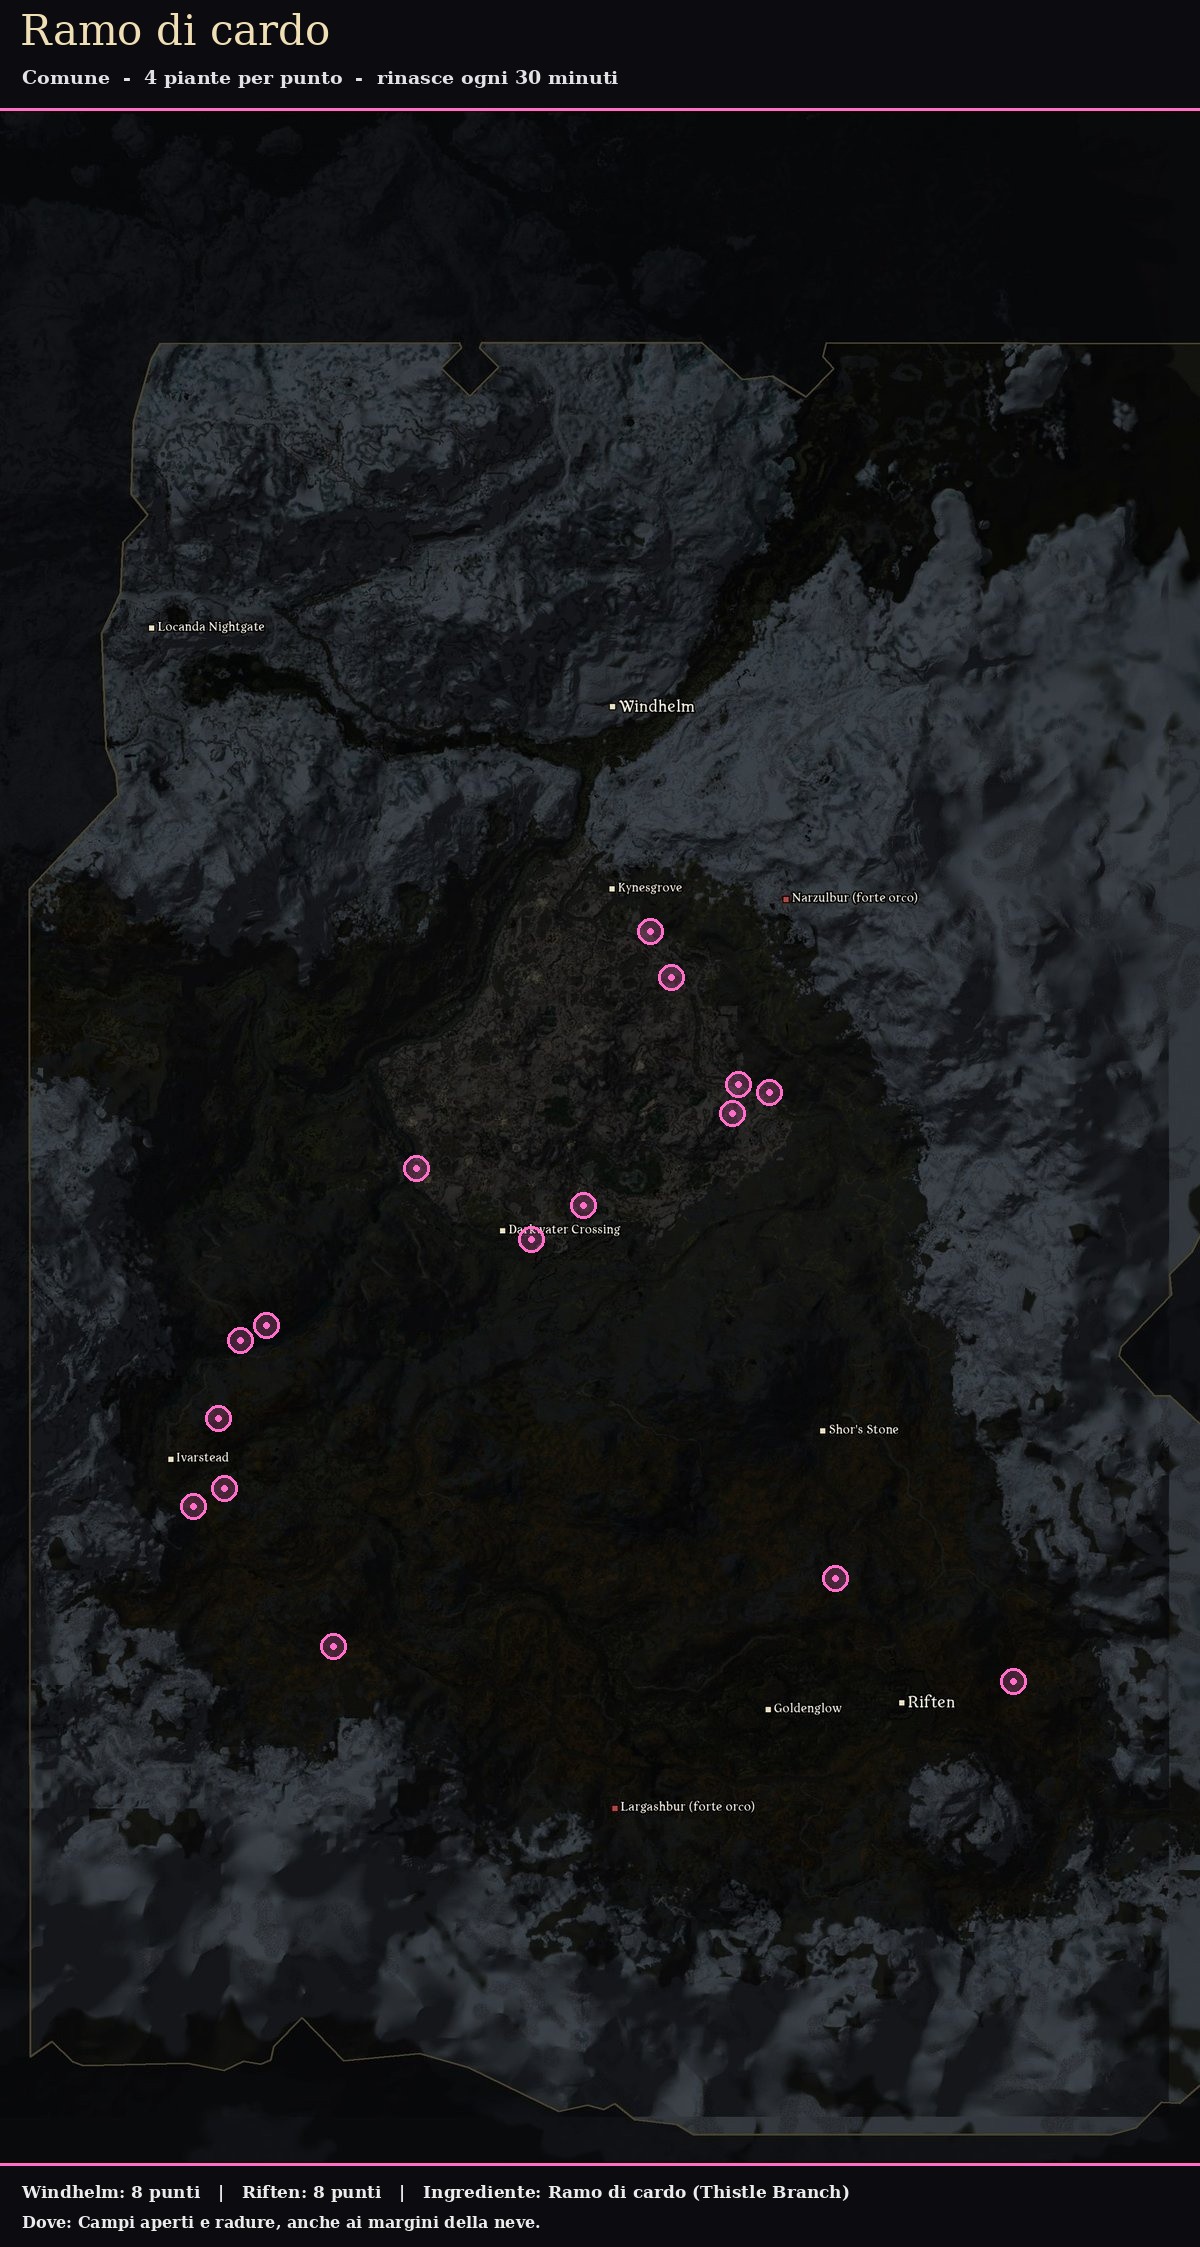 Ramo di cardo
Comune - 4 piante per punto - rinasce ogni 30 minuti
Locanda Nightgate
Windhelm
Kynesgrove
Narzulbur (forte orco)
Darkwater Crossing
Shor's Stone
Ivarstead
Riften
Goldenglow
Largashbur (forte orco)
Windhelm: 8 punti | Riften: 8 punti | Ingrediente: Ramo di cardo (Thistle Branch)
Dove: Campi aperti e radure, anche ai margini della neve.